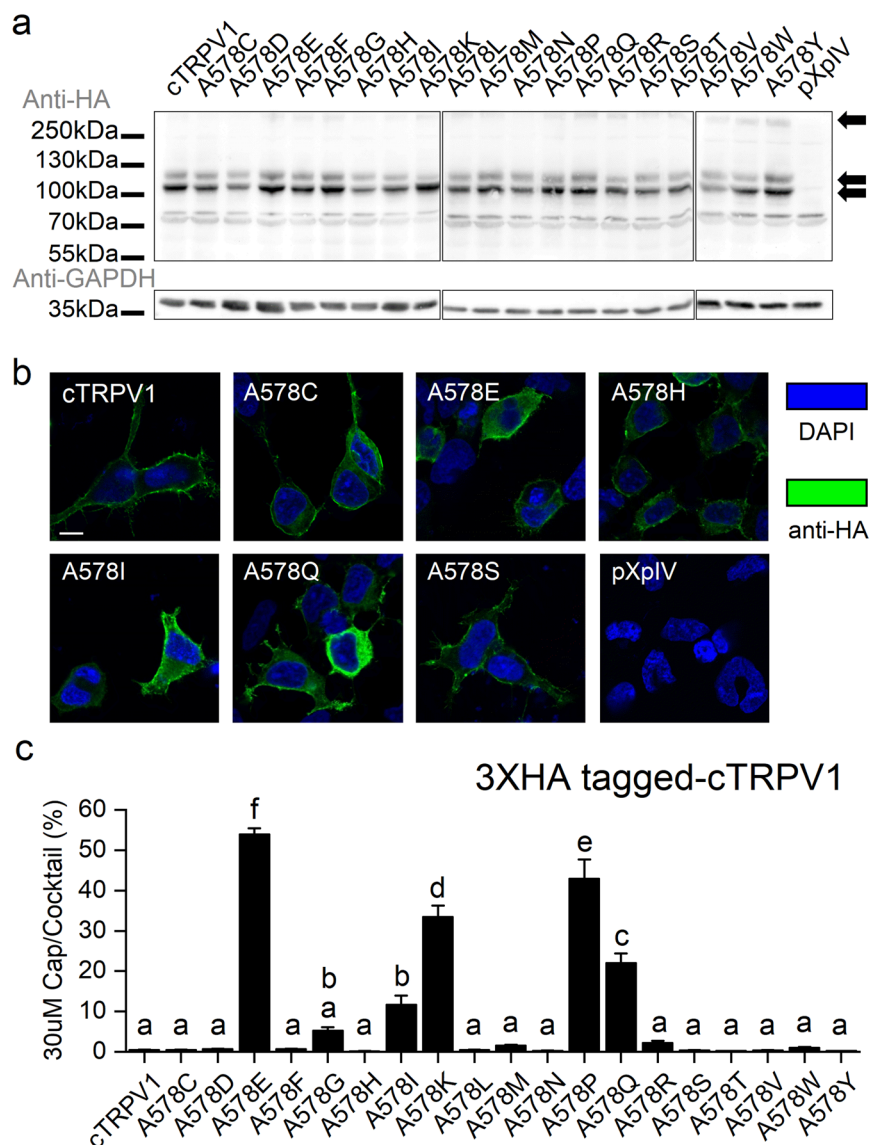 a
cTRPV1 A578C A578D A578E A578F A578G A578H A578I A578K A578L A578M A578N A578P A578Q A578R A578S A578T A578V A578W A578Y pXpIV
Anti-HA
250kDa
130kDa
100kDa
70kDa
55kDa
Anti-GAPDH
35kDa
b
cTRPV1 A578C A578E A578H
DAPI
anti-HA
A578I A578Q A578S pXpIV
c
3XHA tagged-cTRPV1
30uM Cap/Cocktail (%)
60
50
40
30
20
10
0
a a a f a b a a b d a a a e c a a a a a a
cTRPV1 A578C A578D A578E A578F A578G A578H A578I A578K A578L A578M A578N A578P A578Q A578R A578S A578T A578V A578W A578Y